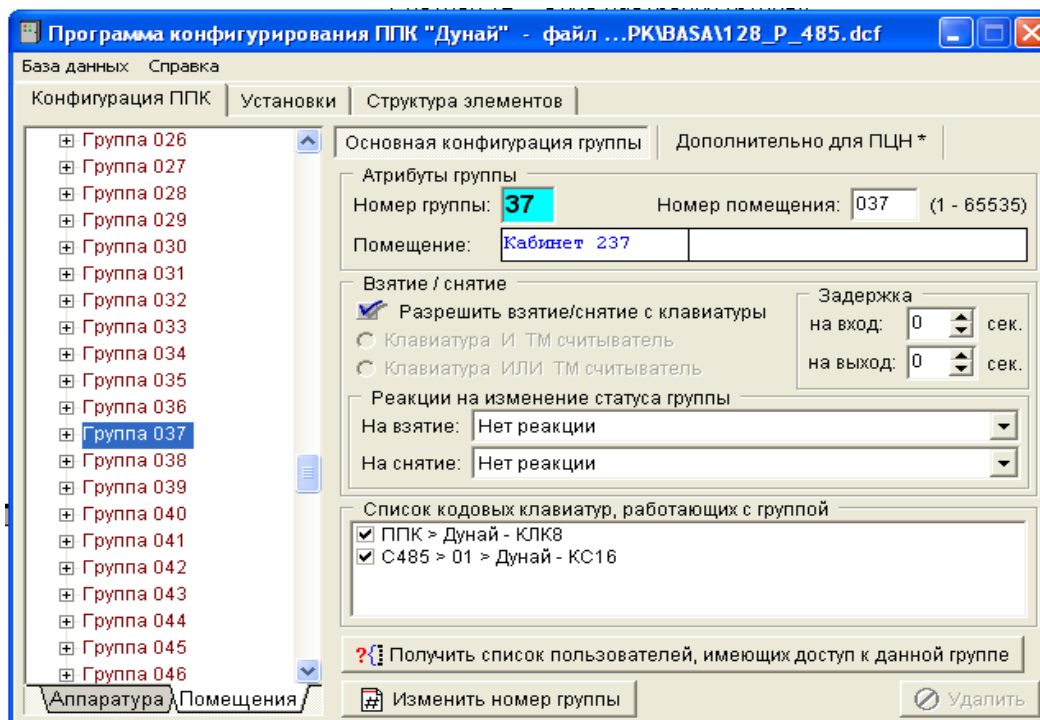 Программа конфигурирования ППК "Дунай" - файл ...РК\BASA\128_P_485.dcf
База данных Справка
Конфигурация ППК Установки Структура элементов
Группа 026
Группа 027
Группа 028
Группа 029
Группа 030
Группа 031
Группа 032
Группа 033
Группа 034
Группа 035
Группа 036
Группа 037
Группа 038
Группа 039
Группа 040
Группа 041
Группа 042
Группа 043
Группа 044
Группа 045
Группа 046
Аппаратура Помещения
Основная конфигурация группы Дополнительно для ПЦН *
Атрибуты группы
Номер группы: 37 Номер помещения: 037 (1 - 65535)
Помещение: Кабинет 237
Взятие / снятие
Разрешить взятие/снятие с клавиатуры
Клавиатура И ТМ считыватель
Клавиатура ИЛИ ТМ считыватель
Задержка
на вход: 0 сек.
на выход: 0 сек.
Реакции на изменение статуса группы
На взятие: Нет реакции
На снятие: Нет реакции
Список кодовых клавиатур, работающих с группой
ППК > Дунай - КЛК8
С485 > 01 > Дунай - КС16
?{ Получить список пользователей, имеющих доступ к данной группе
# Изменить номер группы Удалить